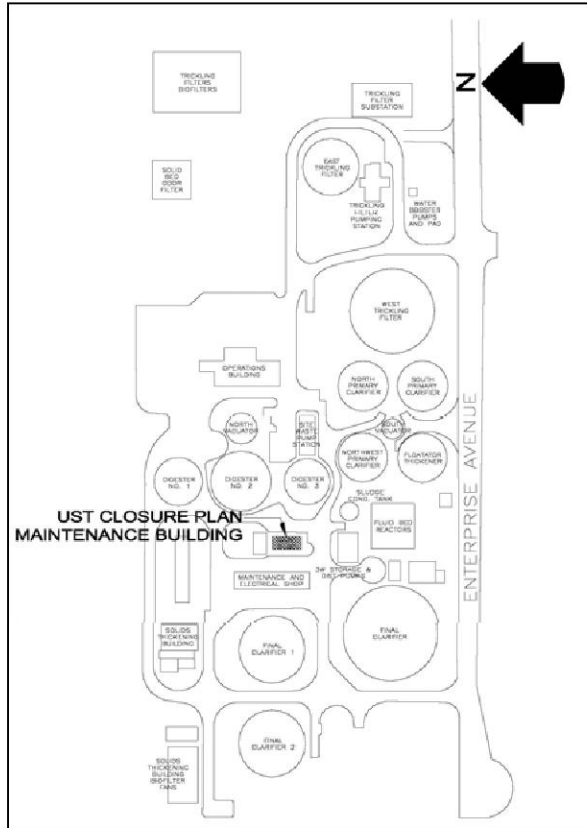 TRICKLING
FILTERS
BIOFILTERS
TRICKLING
FILTER
SUBSTATION
N
SOLID
BED
ODOR
FILTER
EAST
TRICKLING
FILTER
TRICKLING
FILTER
PUMPING
STATION
WATER
BOOSTER
PUMPS
AND PAD
WEST
TRICKLING
FILTER
OPERATIONS
BUILDING
NORTH
PRIMARY
CLARIFIER
SOUTH
PRIMARY
CLARIFIER
NORTH
VACUATOR
SITE
WASTE
PUMP
STATION
SOUTH
VACUATOR
NORTHWEST
PRIMARY
CLARIFIER
FLOATATOR
THICKENER
DIGESTER
NO. 1
DIGESTER
NO. 2
DIGESTER
NO. 3
SLUDGE
COND. TANK
UST CLOSURE PLAN
MAINTENANCE BUILDING
FLUID BED
REACTORS
ENTERPRISE AVENUE
3W STORAGE &
MAINTENANCE AND
ELECTRICAL SHOP
SOLIDS
THICKENING
BUILDING
FINAL
CLARIFIER 1
FINAL
CLARIFIER
FINAL
CLARIFIER 2
SOLIDS
THICKENING
BUILDING
BIOFILTER
FANS